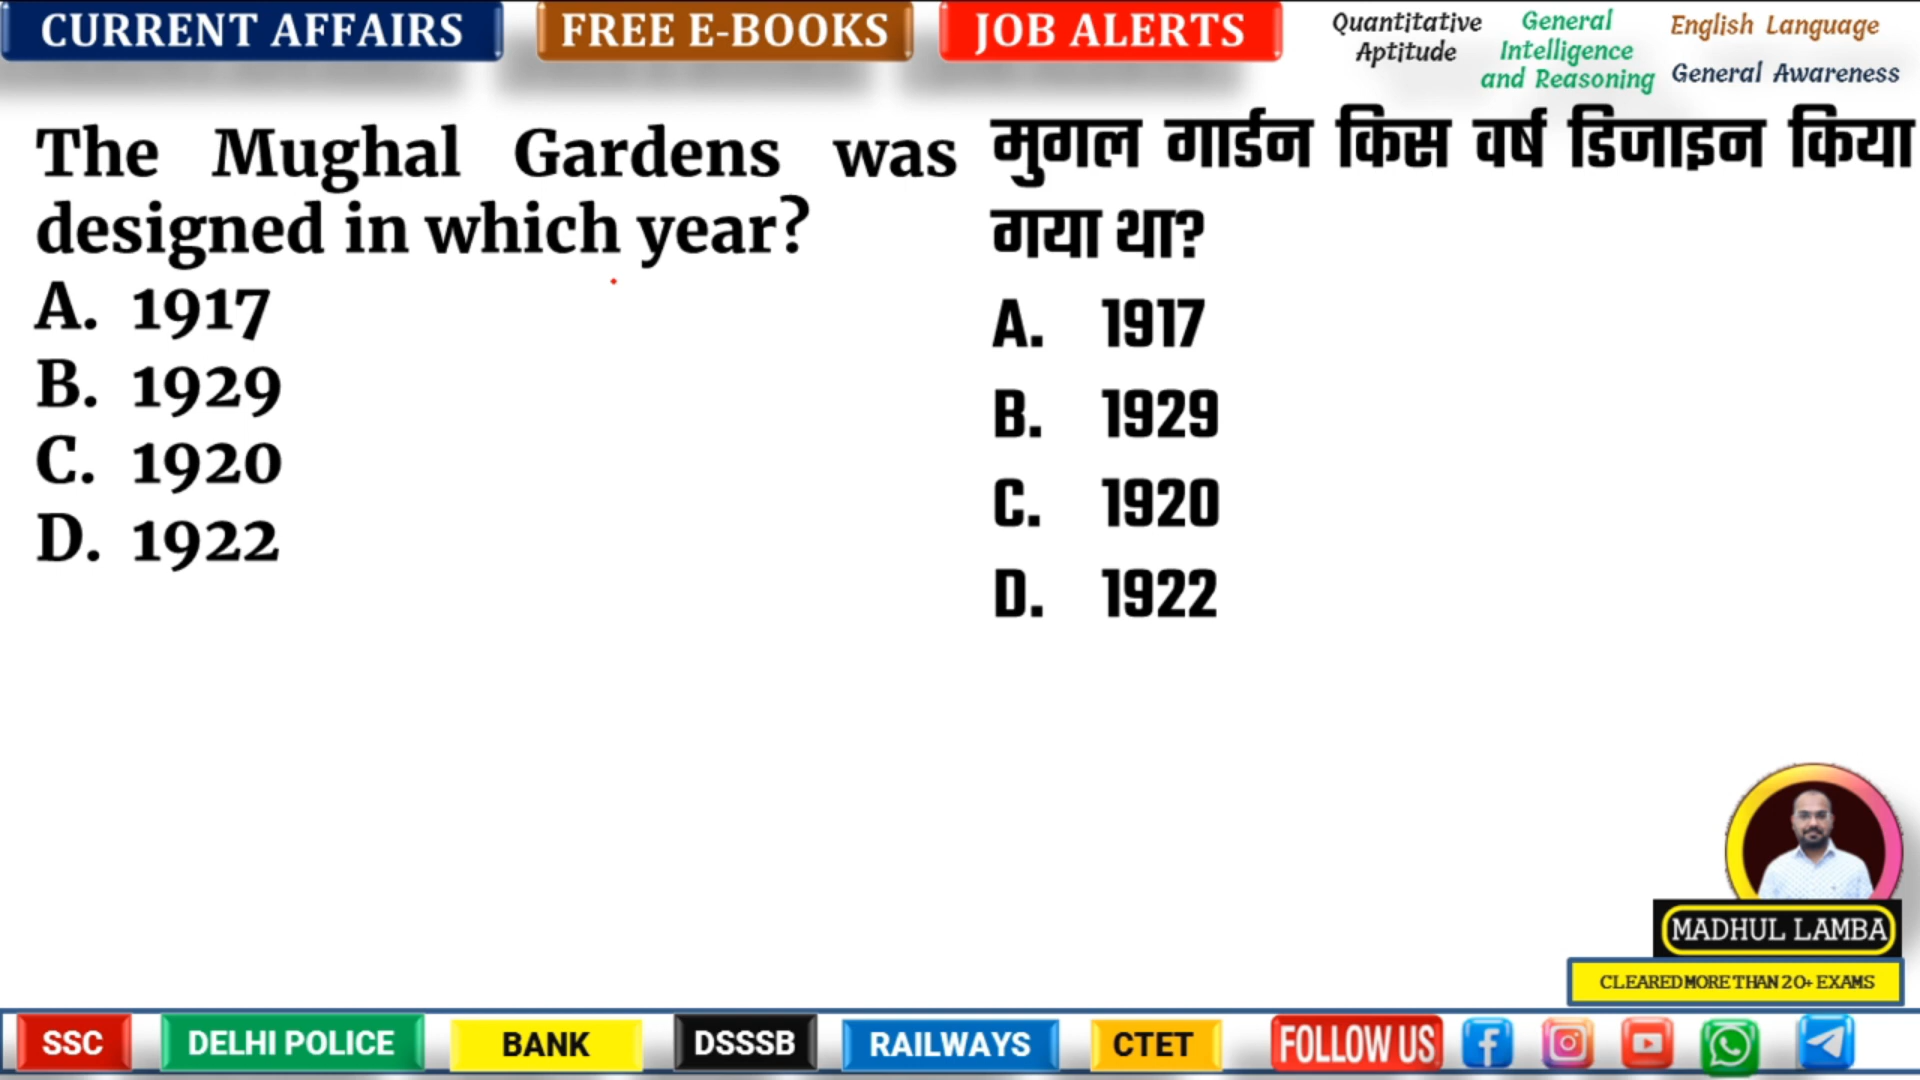 CURRENT AFFAIRS
FREE E-BOOKS
JOB ALERTS
Quantitative
Aptitude
General
Intelligence
and Reasoning
English Language
General Awareness
The Mughal Gardens was
designed in which year?
A. 1917
B. 1929
C. 1920
D. 1922
मुगल गार्डन किस वर्ष डिजाइन किया
गया था?
A. 1917
B. 1929
C. 1920
D. 1922
MADHUL LAMBA
CLEARED MORE THAN 20+ EXAMS
SSC
DELHI POLICE
BANK
DSSSB
RAILWAYS
CTET
FOLLOW US